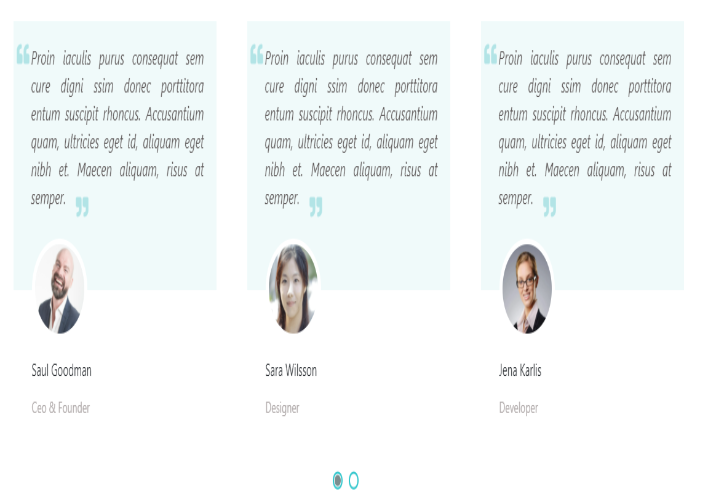 “Proin iaculis purus consequat sem
cure digni ssim donec porttitora
entum suscipit rhoncus. Accusantium
quam, ultricies eget id, aliquam eget
nibh et. Maecen aliquam, risus at
semper. ”
Saul Goodman
Ceo & Founder
“Proin iaculis purus consequat sem
cure digni ssim donec porttitora
entum suscipit rhoncus. Accusantium
quam, ultricies eget id, aliquam eget
nibh et. Maecen aliquam, risus at
semper. ”
Sara Wilsson
Designer
“Proin iaculis purus consequat sem
cure digni ssim donec porttitora
entum suscipit rhoncus. Accusantium
quam, ultricies eget id, aliquam eget
nibh et. Maecen aliquam, risus at
semper. ”
Jena Karlis
Developer